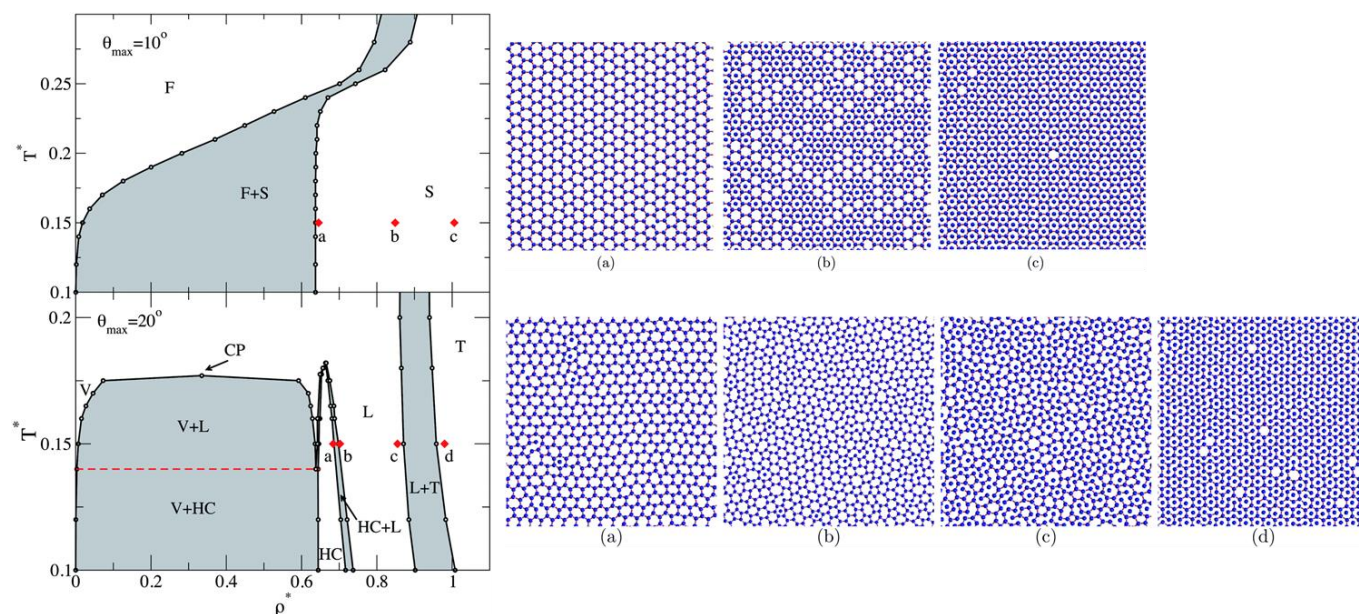 θmax=10°
F
0.25
T*
0.2
F+S
S
0.15
a
b
c
0.1
(a)
(b)
(c)
θmax=20°
0.2
CP
T
V
T*
V+L
L
0.15
a
b
c
d
L+T
V+HC
HC+L
HC
0.1
0
0.2
0.4
0.6
0.8
1
ρ*
(a)
(b)
(c)
(d)